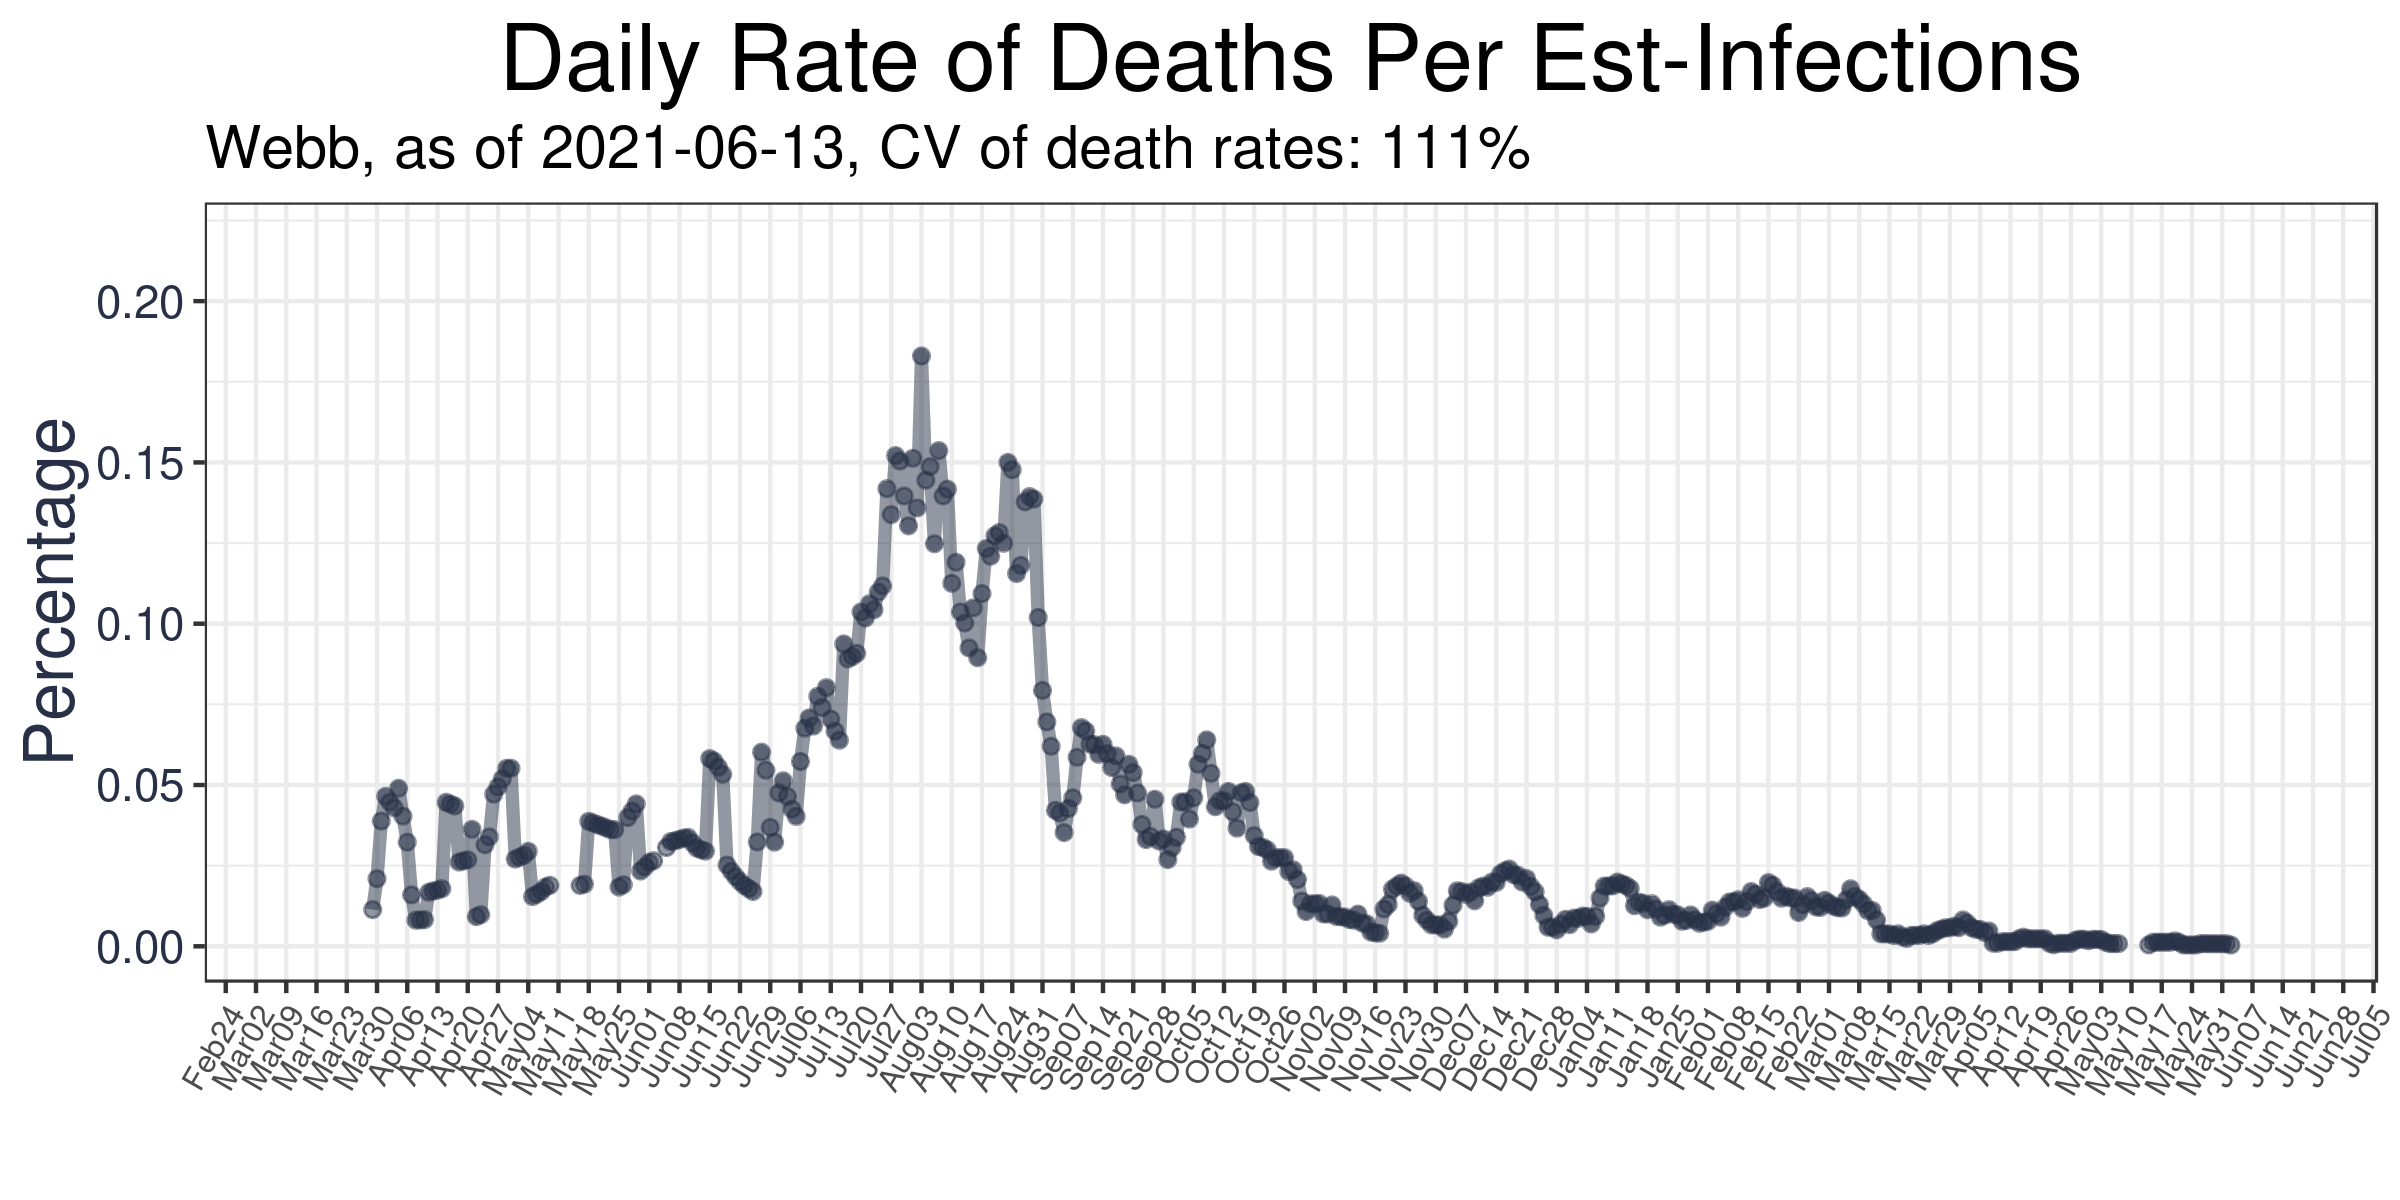 Daily Rate of Deaths Per Est-Infections
Webb, as of 2021-06-13, CV of death rates: 111%
Percentage
0.20
0.15
0.10
0.05
0.00
Feb24
Mar02
Mar09
Mar16
Mar23
Mar30
Apr06
Apr13
Apr20
Apr27
May04
May11
May18
May25
Jun01
Jun08
Jun15
Jun22
Jun29
Jul06
Jul13
Jul20
Jul27
Aug03
Aug10
Aug17
Aug24
Aug31
Sep07
Sep14
Sep21
Sep28
Oct05
Oct12
Oct19
Oct26
Nov02
Nov09
Nov16
Nov23
Nov30
Dec07
Dec14
Dec21
Dec28
Jan04
Jan11
Jan18
Jan25
Feb01
Feb08
Feb15
Feb22
Mar01
Mar08
Mar15
Mar22
Mar29
Apr05
Apr12
Apr19
Apr26
May03
May10
May17
May24
May31
Jun07
Jun14
Jun21
Jun28
Jul05